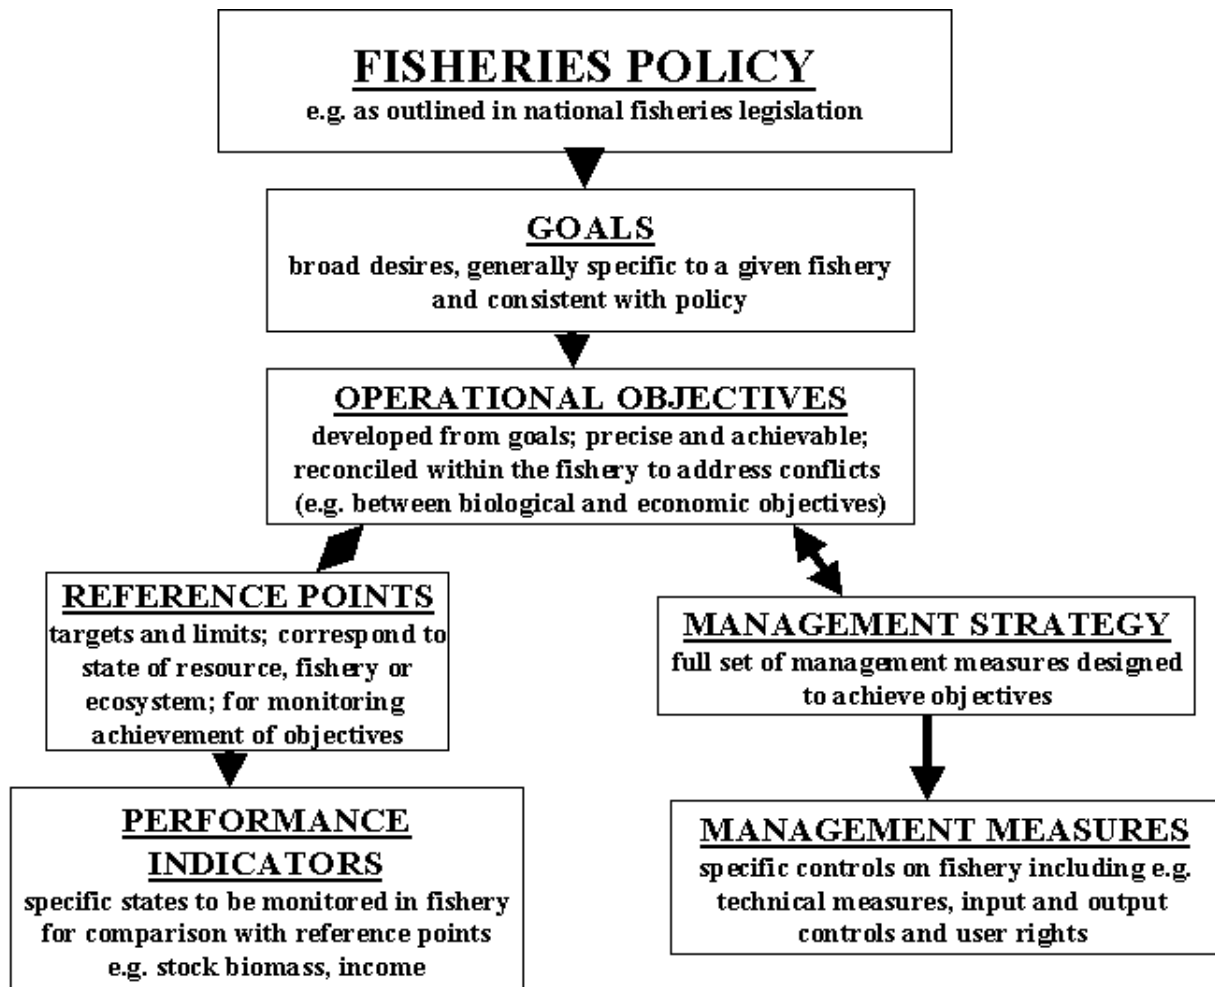 FISHERIES POLICY
e.g. as outlined in national fisheries legislation
GOALS
broad desires, generally specific to a given fishery
and consistent with policy
OPERATIONAL OBJECTIVES
developed from goals; precise and achievable;
reconciled within the fishery to address conflicts
(e.g. between biological and economic objectives)
REFERENCE POINTS
targets and limits; correspond to
state of resource, fishery or
ecosystem; for monitoring
achievement of objectives
MANAGEMENT STRATEGY
full set of management measures designed
to achieve objectives
PERFORMANCE
INDICATORS
specific states to be monitored in fishery
for comparison with reference points
e.g. stock biomass, income
MANAGEMENT MEASURES
specific controls on fishery including e.g.
technical measures, input and output
controls and user rights